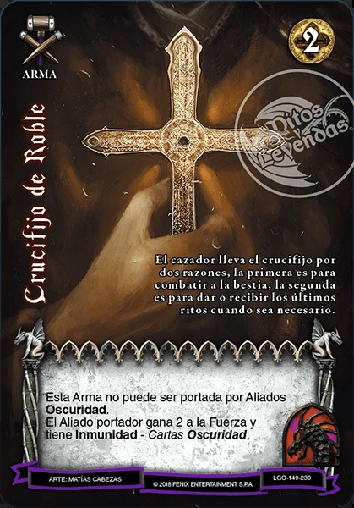 2
ARMA
Mitos y
Leyendas
Crucifijo de Roble
El cazador lleva el crucifijo por
dos razones, la primera es para
combatir a la bestia, la segunda
es para dar o recibir los últimos
ritos cuando sea necesario.
Esta Arma no puede ser portada por Aliados
Oscuridad.
El Aliado portador gana 2 a la Fuerza y
tiene Inmunidad - Cartas Oscuridad.
ARTE: MATÍAS CABEZAS
© 2018 FENIX ENTERTAINMENT S.P.A